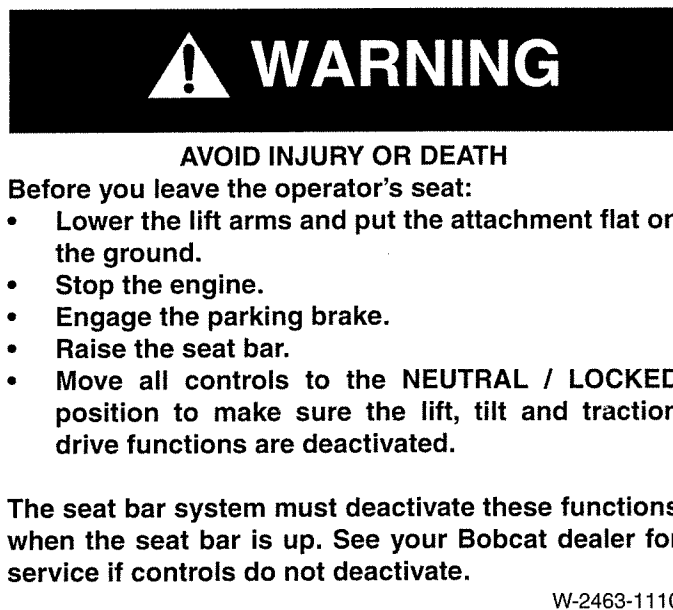 WARNING
AVOID INJURY OR DEATH
Before you leave the operator's seat:
• Lower the lift arms and put the attachment flat on
the ground.
• Stop the engine.
• Engage the parking brake.
• Raise the seat bar.
• Move all controls to the NEUTRAL / LOCKED
position to make sure the lift, tilt and traction
drive functions are deactivated.
The seat bar system must deactivate these functions
when the seat bar is up. See your Bobcat dealer for
service if controls do not deactivate.
W-2463-1110